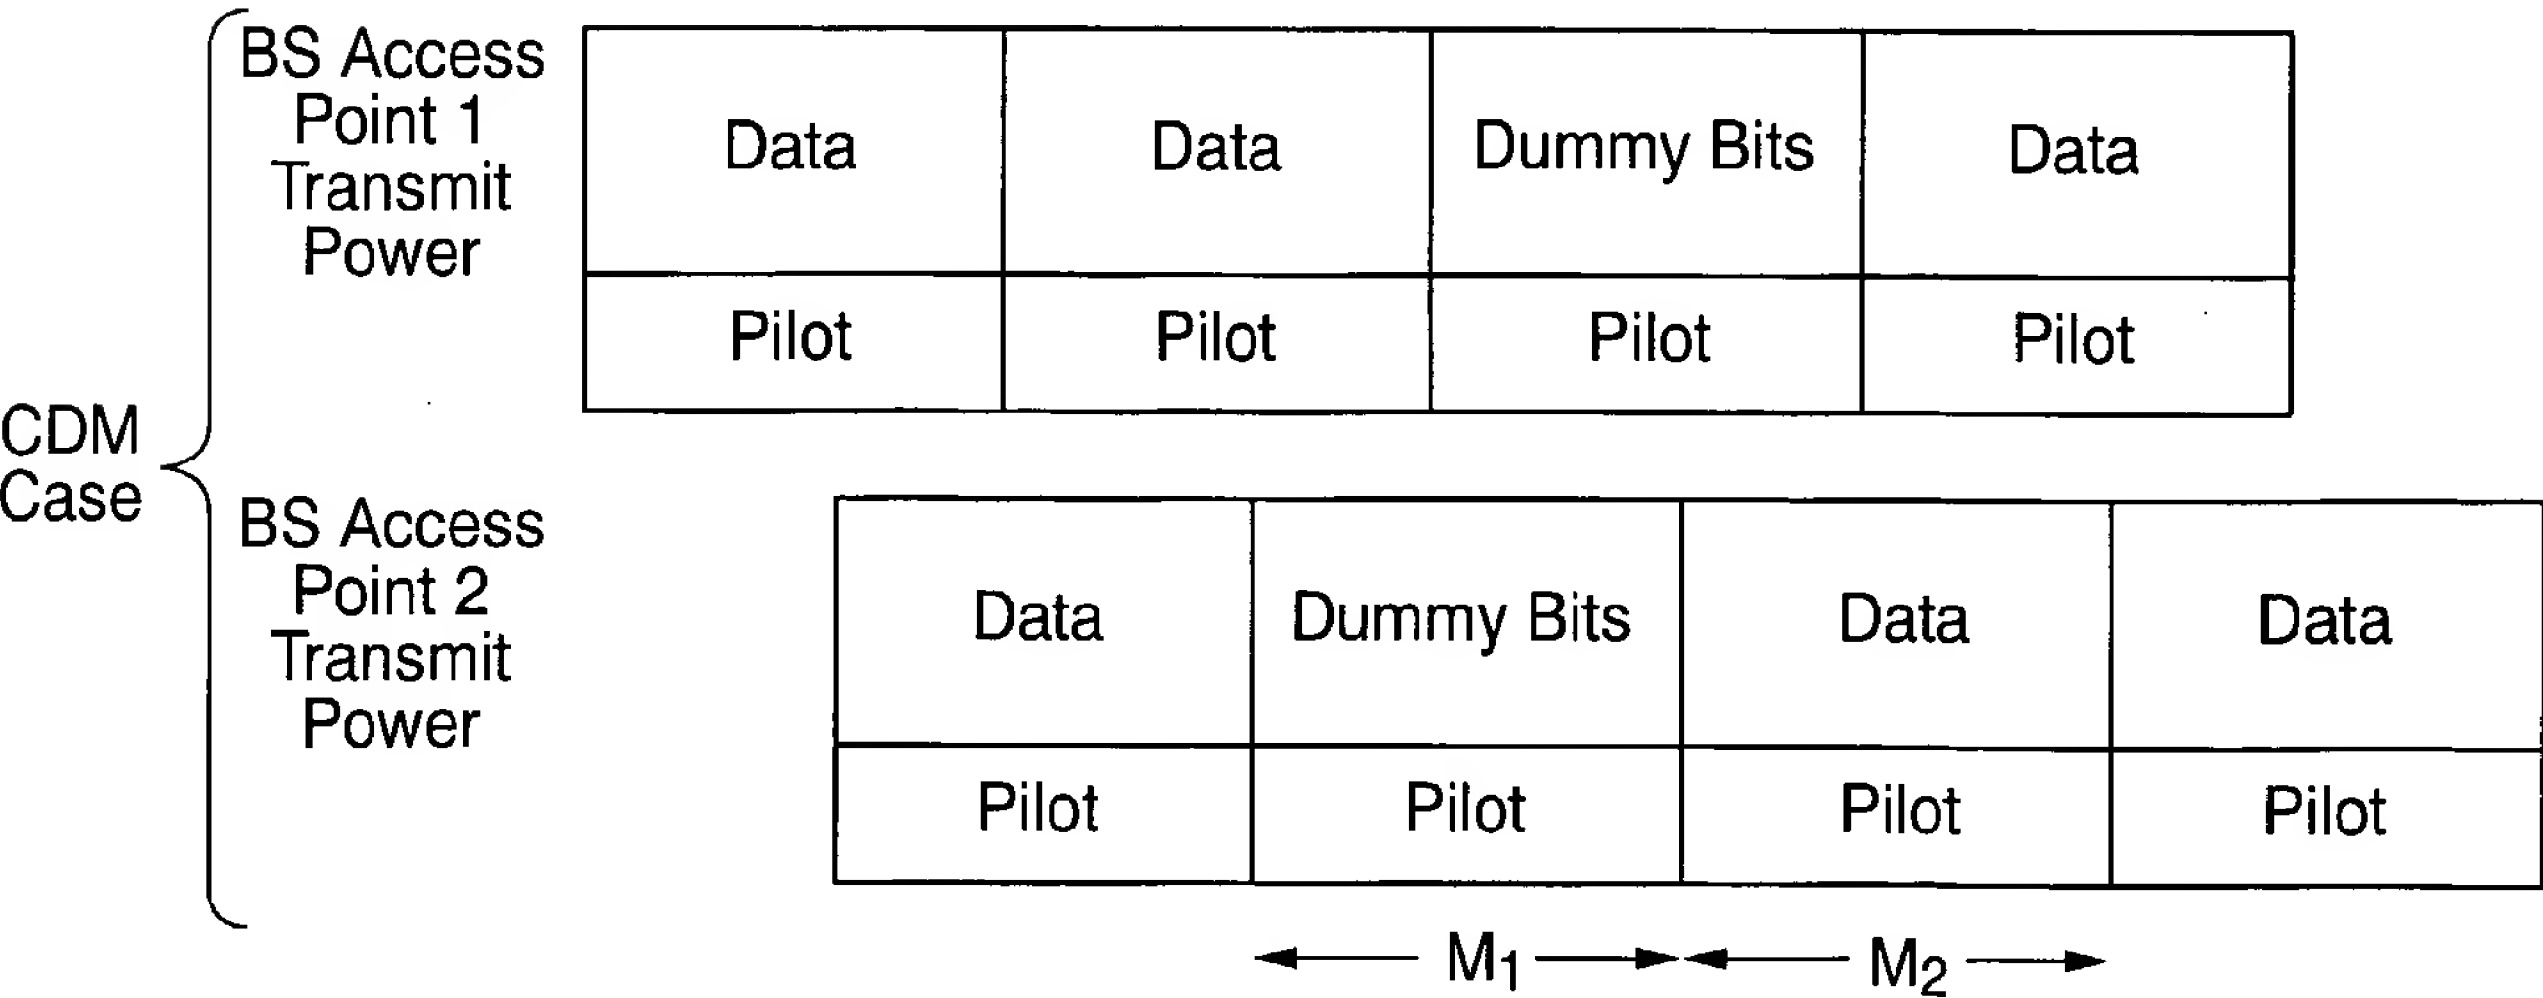 CDM
Case
BS Access
Point 1
Transmit
Power
Data Data Dummy Bits Data
Pilot Pilot Pilot Pilot
BS Access
Point 2
Transmit
Power
Data Dummy Bits Data Data
Pilot Pilot Pilot Pilot
M1 M2